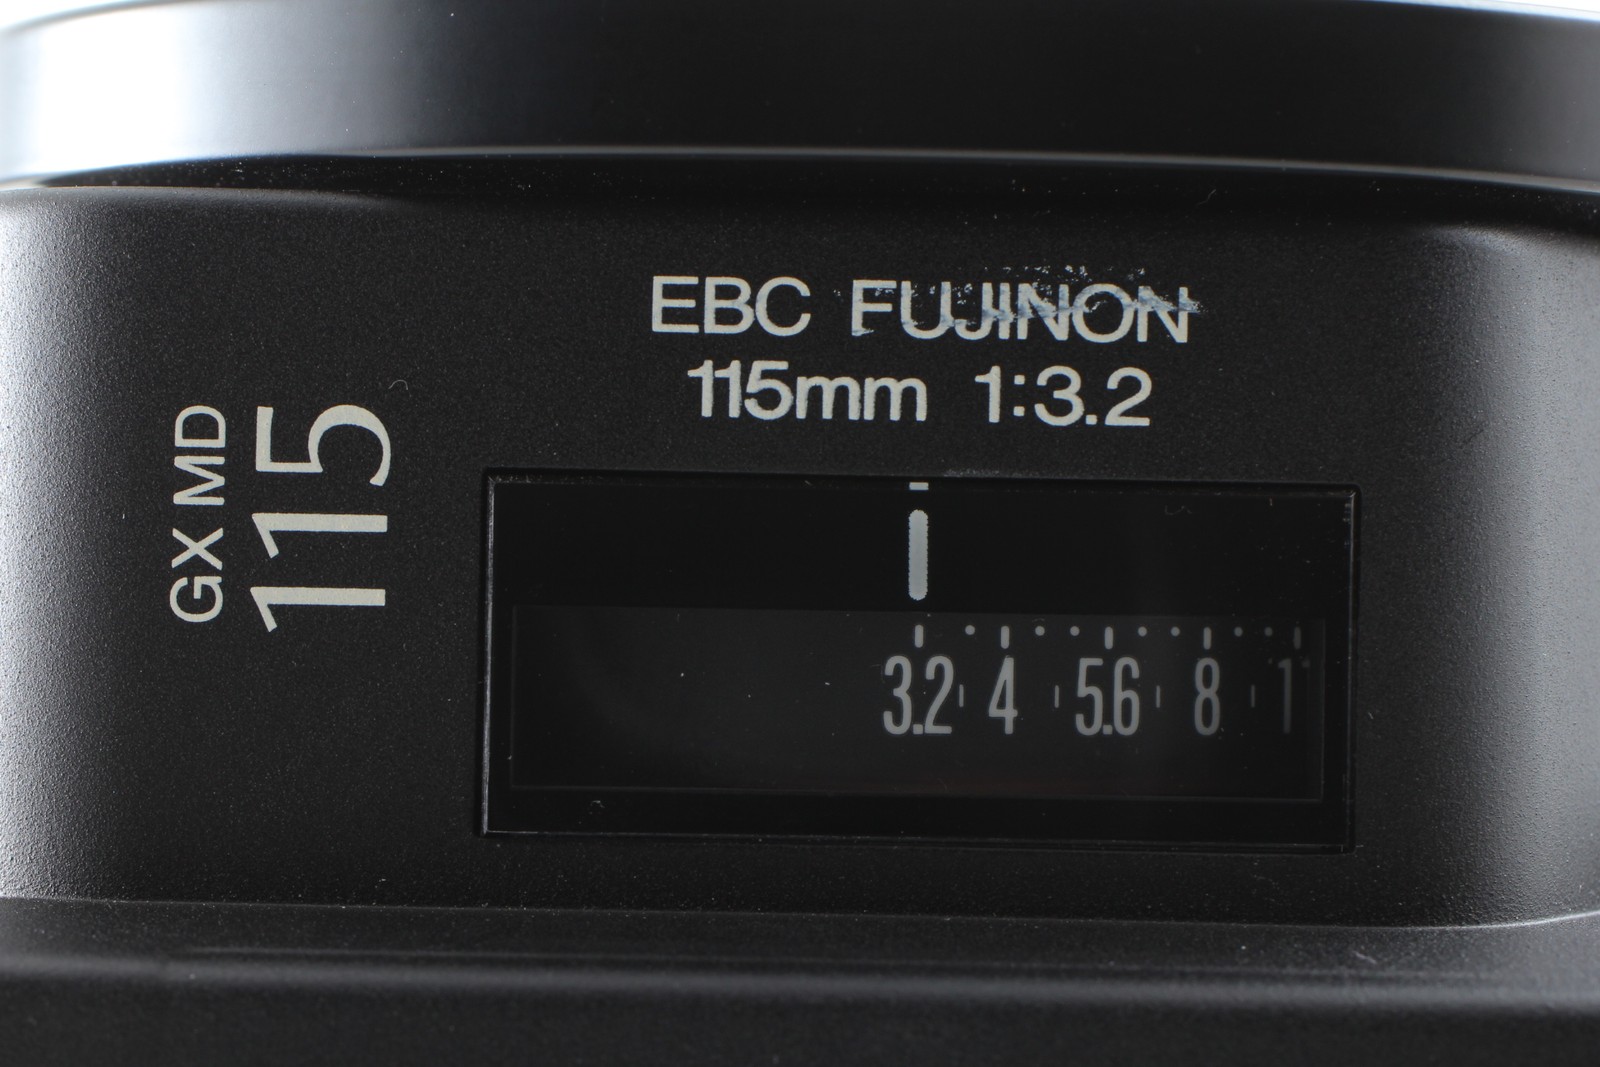 EBC FUJINON
115mm 1:3.2
GX MD
115
3.2 4 5.6 8